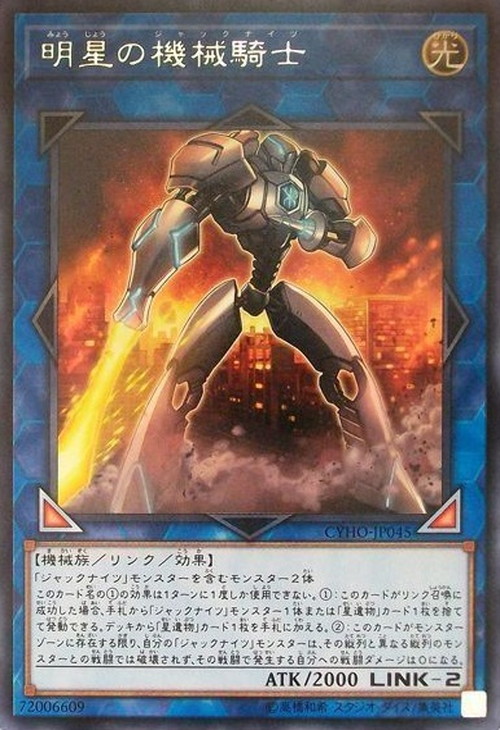 明星の機械騎士
光
CYHO-JP045
【機械族／リンク／効果】
「ジャックナイツ」モンスターを含むモンスター2体
このカード名の①の効果は1ターンに1度しか使用できない。①：このカードがリンク召喚に
成功した場合、手札から「ジャックナイツ」モンスター1体または「星遺物」カード1枚を捨て
て発動できる。デッキから「星遺物」カード1枚を手札に加える。②：このカードがモンスター
ゾーンに存在する限り、自分の「ジャックナイツ」モンスターは、その縦列と異なる縦列のモン
スターとの戦闘では破壊されず、その戦闘で発生する自分への戦闘ダメージは0になる。
ATK/2000 LINK-2
72006609 ©高橋和希 スタジオ・ダイス/集英社